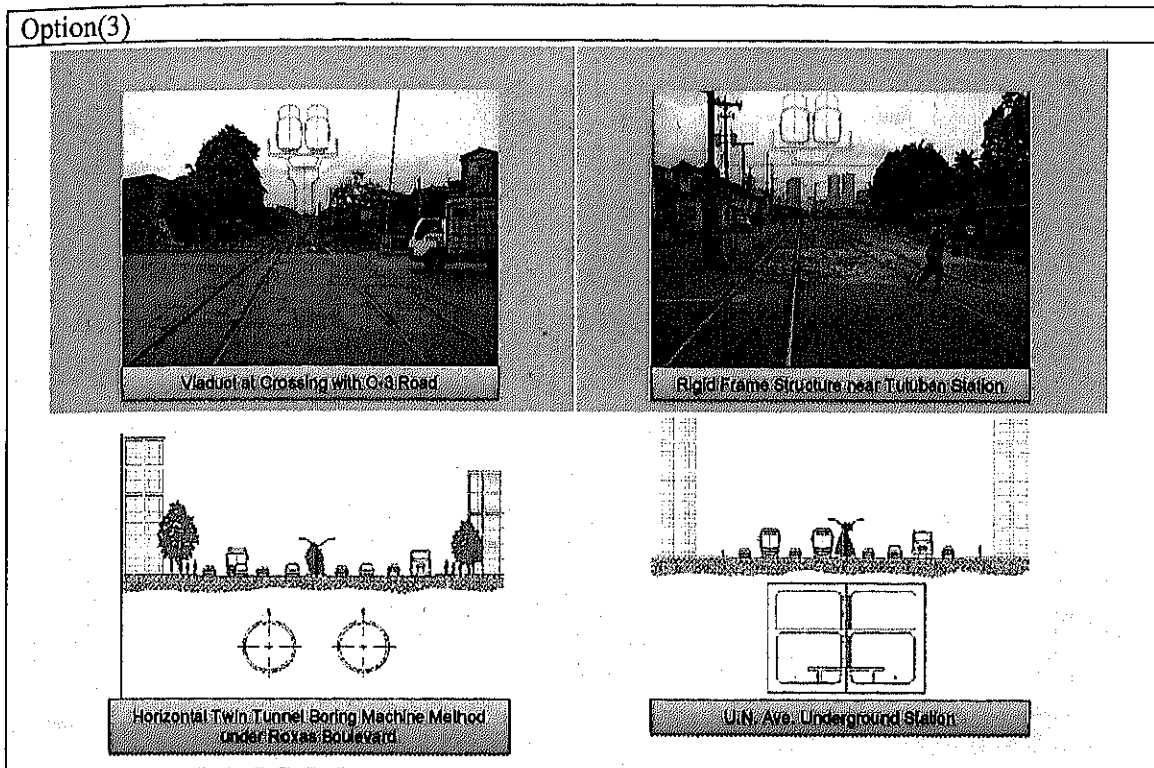 Option(3)
Viaduct at Crossing with C-3 Road
Rigid Frame Structure near Tutuban Station
Horizontal Twin Tunnel Boring Machine Method
under Roxas Boulevard
U.N. Ave. Underground Station